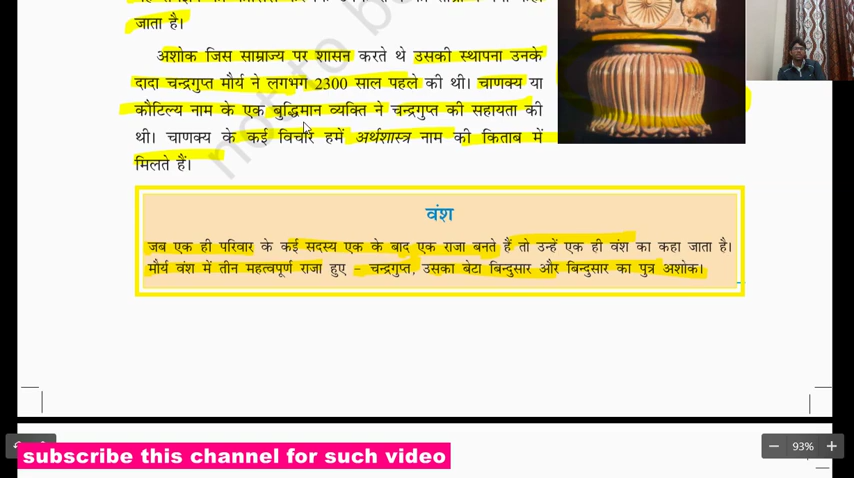 जाता है।
अशोक जिस साम्राज्य पर शासन करते थे उसकी स्थापना उनके
दादा चन्द्रगुप्त मौर्य ने लगभग 2300 साल पहले की थी। चाणक्य या
कौटिल्य नाम के एक बुद्धिमान व्यक्ति ने चन्द्रगुप्त की सहायता की
थी। चाणक्य के कई विचार हमें अर्थशास्त्र नाम की किताब में
मिलते हैं।
वंश
जब एक ही परिवार के कई सदस्य एक के बाद एक राजा बनते हैं तो उन्हें एक ही वंश का कहा जाता है।
मौर्य वंश में तीन महत्वपूर्ण राजा हुए – चन्द्रगुप्त, उसका बेटा बिन्दुसार और बिन्दुसार का पुत्र अशोक।
subscribe this channel for such video
93%